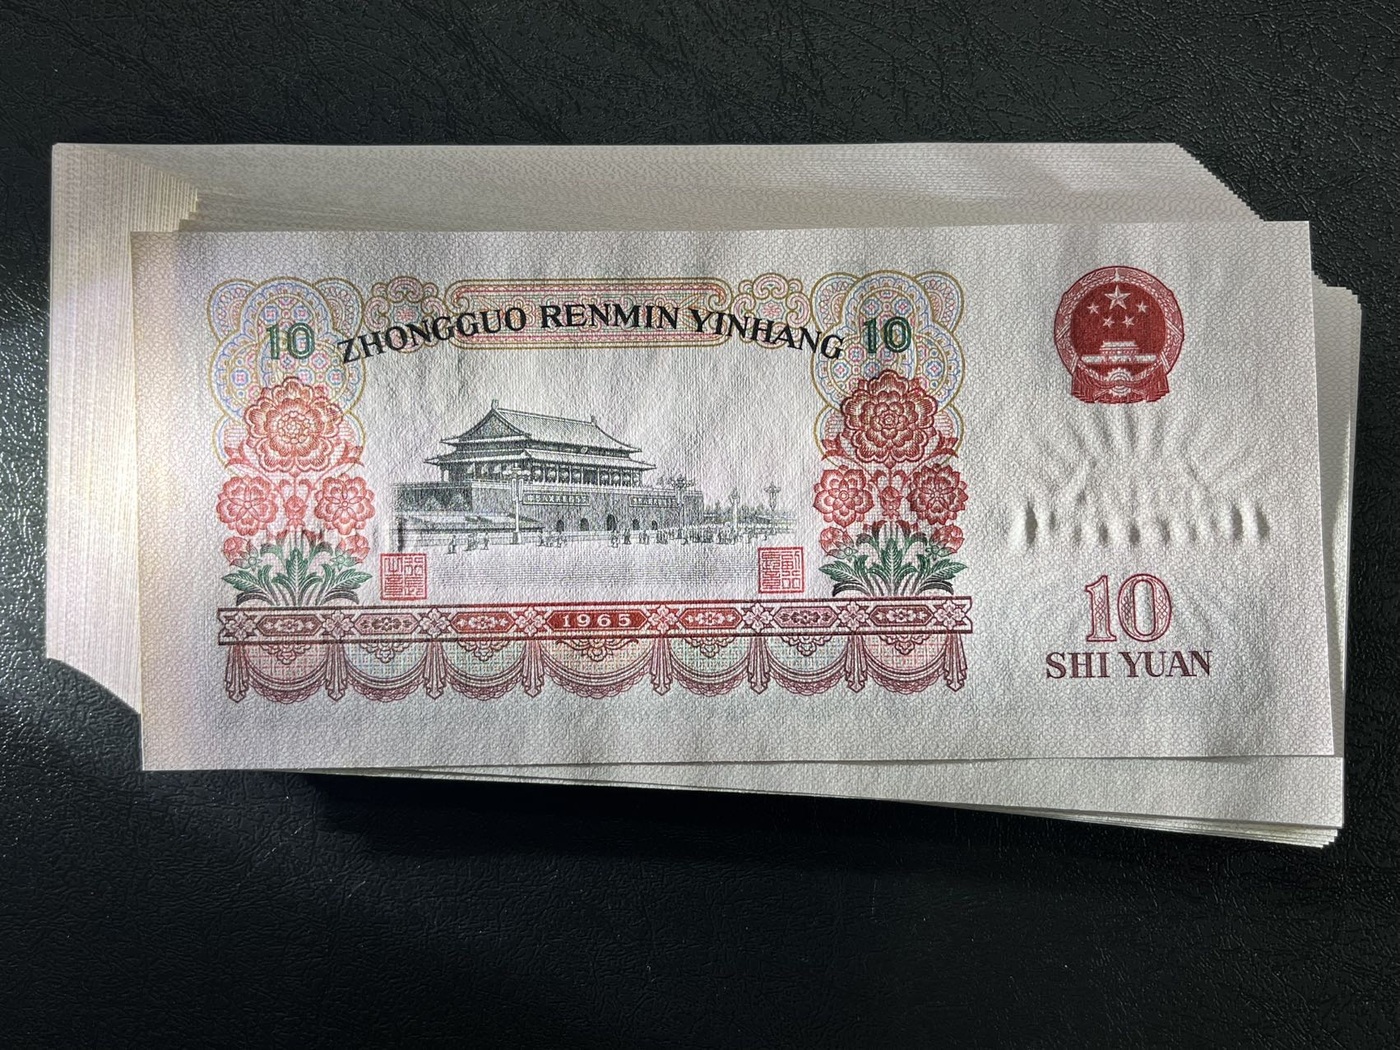 10 ZHONGGUO RENMIN YINHANG 10
1965
10
SHI YUAN